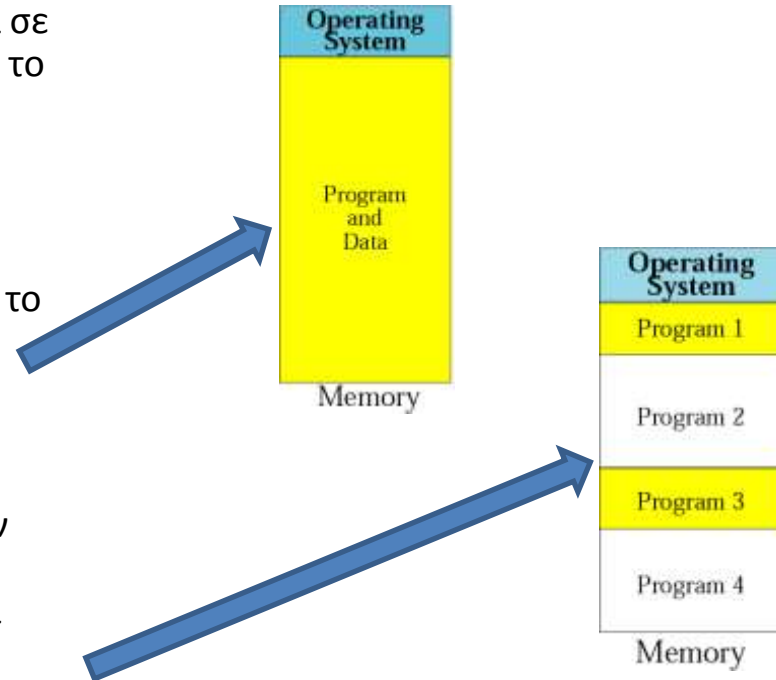 σε
το
το
Operating
System
Program
and
Data
Memory
Operating
System
Program 1
Program 2
Program 3
Program 4
Memory